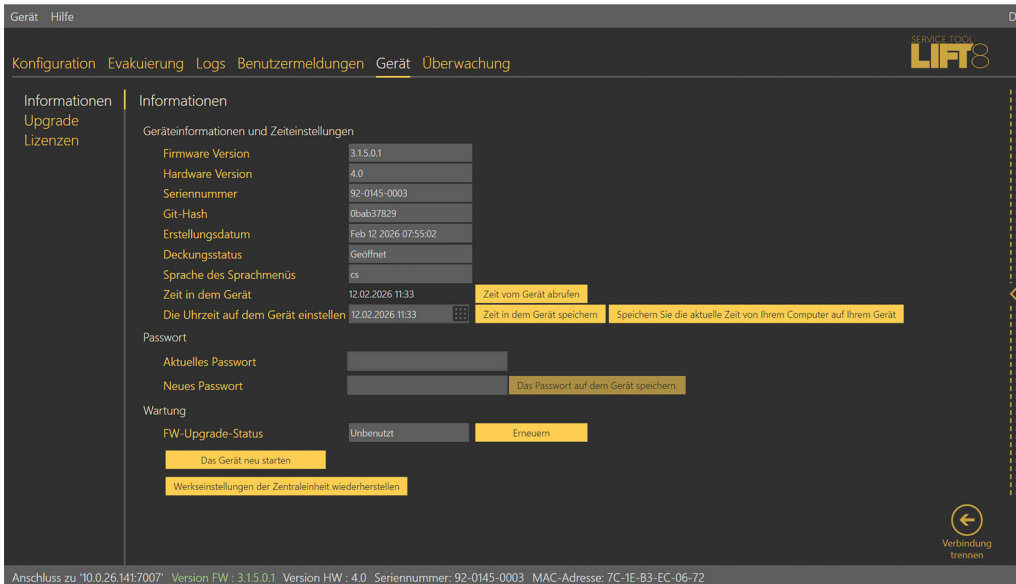 Gerät Hilfe D
SERVICE TOOL
LIFT8
Konfiguration Evakuierung Logs Benutzermeldungen Gerät Überwachung
Informationen
Upgrade
Lizenzen
Informationen
Geräteinformationen und Zeiteinstellungen
Firmware Version 3.1.5.0.1
Hardware Version 4.0
Seriennummer 92-0145-0003
Git-Hash 0bab37829
Erstellungsdatum Feb 12 2026 07:55:02
Deckungsstatus Geöffnet
Sprache des Sprachmenüs cs
Zeit in dem Gerät 12.02.2026 11:33 Zeit vom Gerät abrufen
Die Uhrzeit auf dem Gerät einstellen 12.02.2026 11:33 Zeit in dem Gerät speichern Speichern Sie die aktuelle Zeit von Ihrem Computer auf Ihrem Gerät
Passwort
Aktuelles Passwort
Neues Passwort Das Passwort auf dem Gerät speichern.
Wartung
FW-Upgrade-Status Unbenutzt Erneuern
Das Gerät neu starten
Werkseinstellungen der Zentraleinheit wiederherstellen
Verbindung
trennen
Anschluss zu '10.0.26.141:7007' Version FW : 3.1.5.0.1 Version HW : 4.0 Seriennummer: 92-0145-0003 MAC-Adresse: 7C-1E-B3-EC-06-72